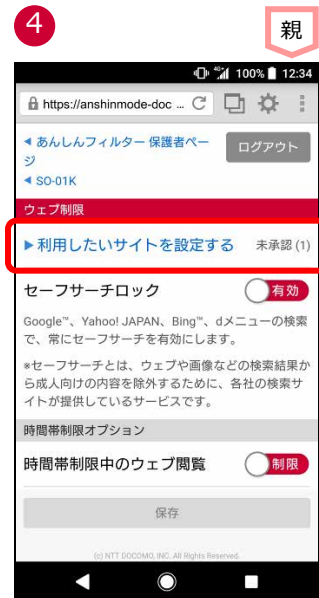 4
親
4G+ 100% 12:34
https://anshinmode-doc ...
◀ あんしんフィルター 保護者ページ
ログアウト
◀ SO-01K
ウェブ制限
▶利用したいサイトを設定する 未承認 (1)
セーフサーチロック 有効
Google™、Yahoo! JAPAN、Bing™、dメニューの検索
で、常にセーフサーチを有効にします。
*セーフサーチとは、ウェブや画像などの検索結果か
ら成人向けの内容を除外するために、各社の検索サ
イトが提供しているサービスです。
時間帯制限オプション
時間帯制限中のウェブ閲覧 制限
保存
(c) NTT DOCOMO, INC. All Rights Reserved.